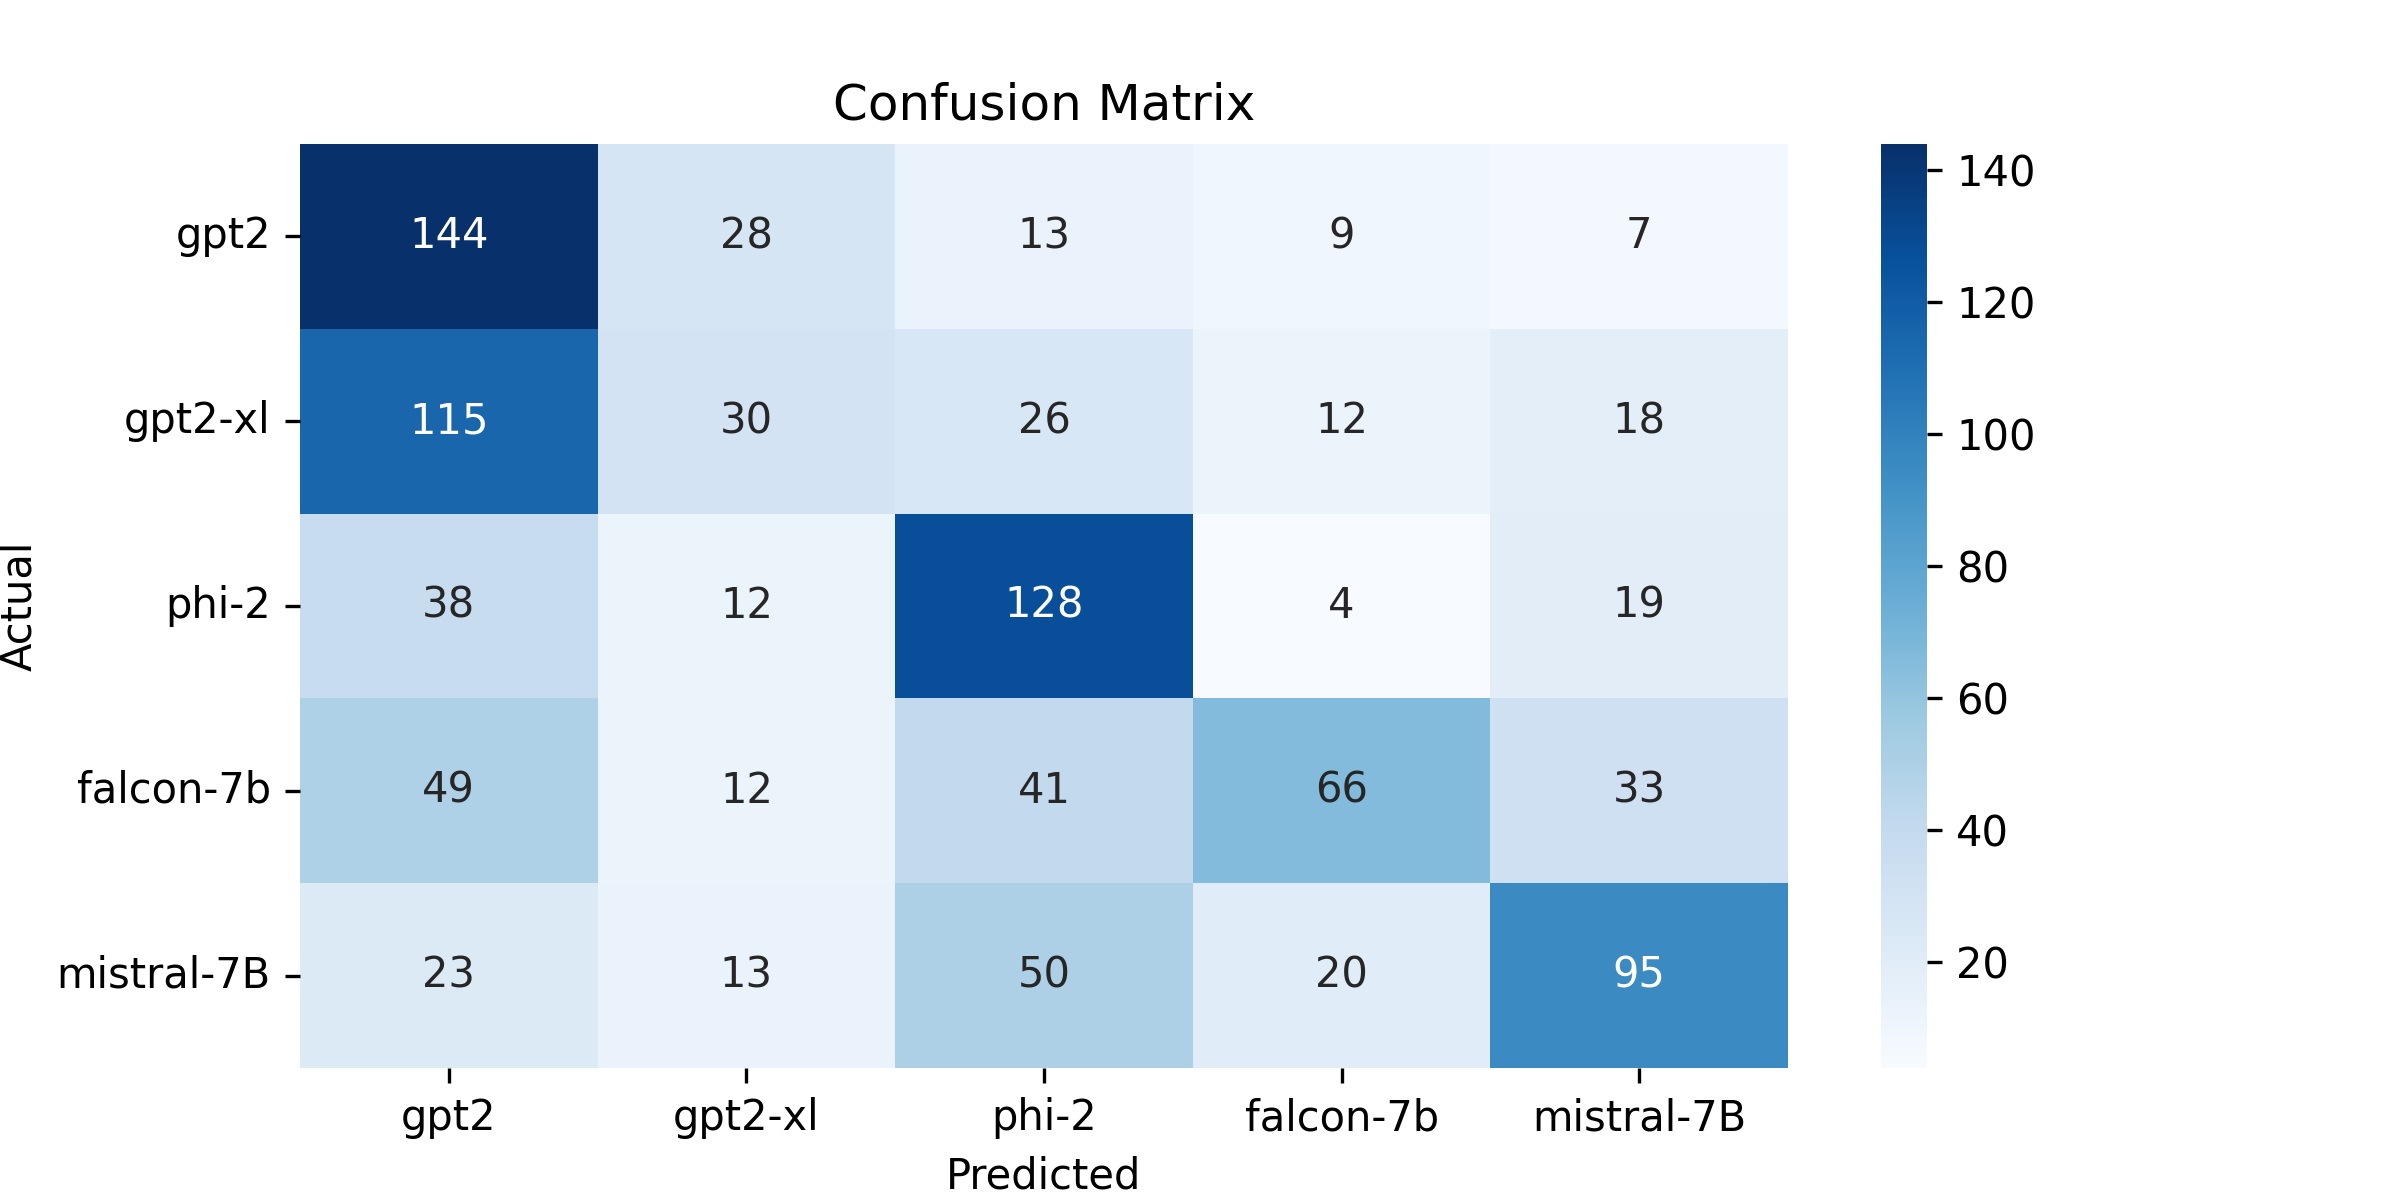 Confusion Matrix
Actual
gpt2 144 28 13 9 7
gpt2-xl 115 30 26 12 18
phi-2 38 12 128 4 19
falcon-7b 49 12 41 66 33
mistral-7B 23 13 50 20 95
gpt2 gpt2-xl phi-2 falcon-7b mistral-7B
Predicted
140
120
100
80
60
40
20